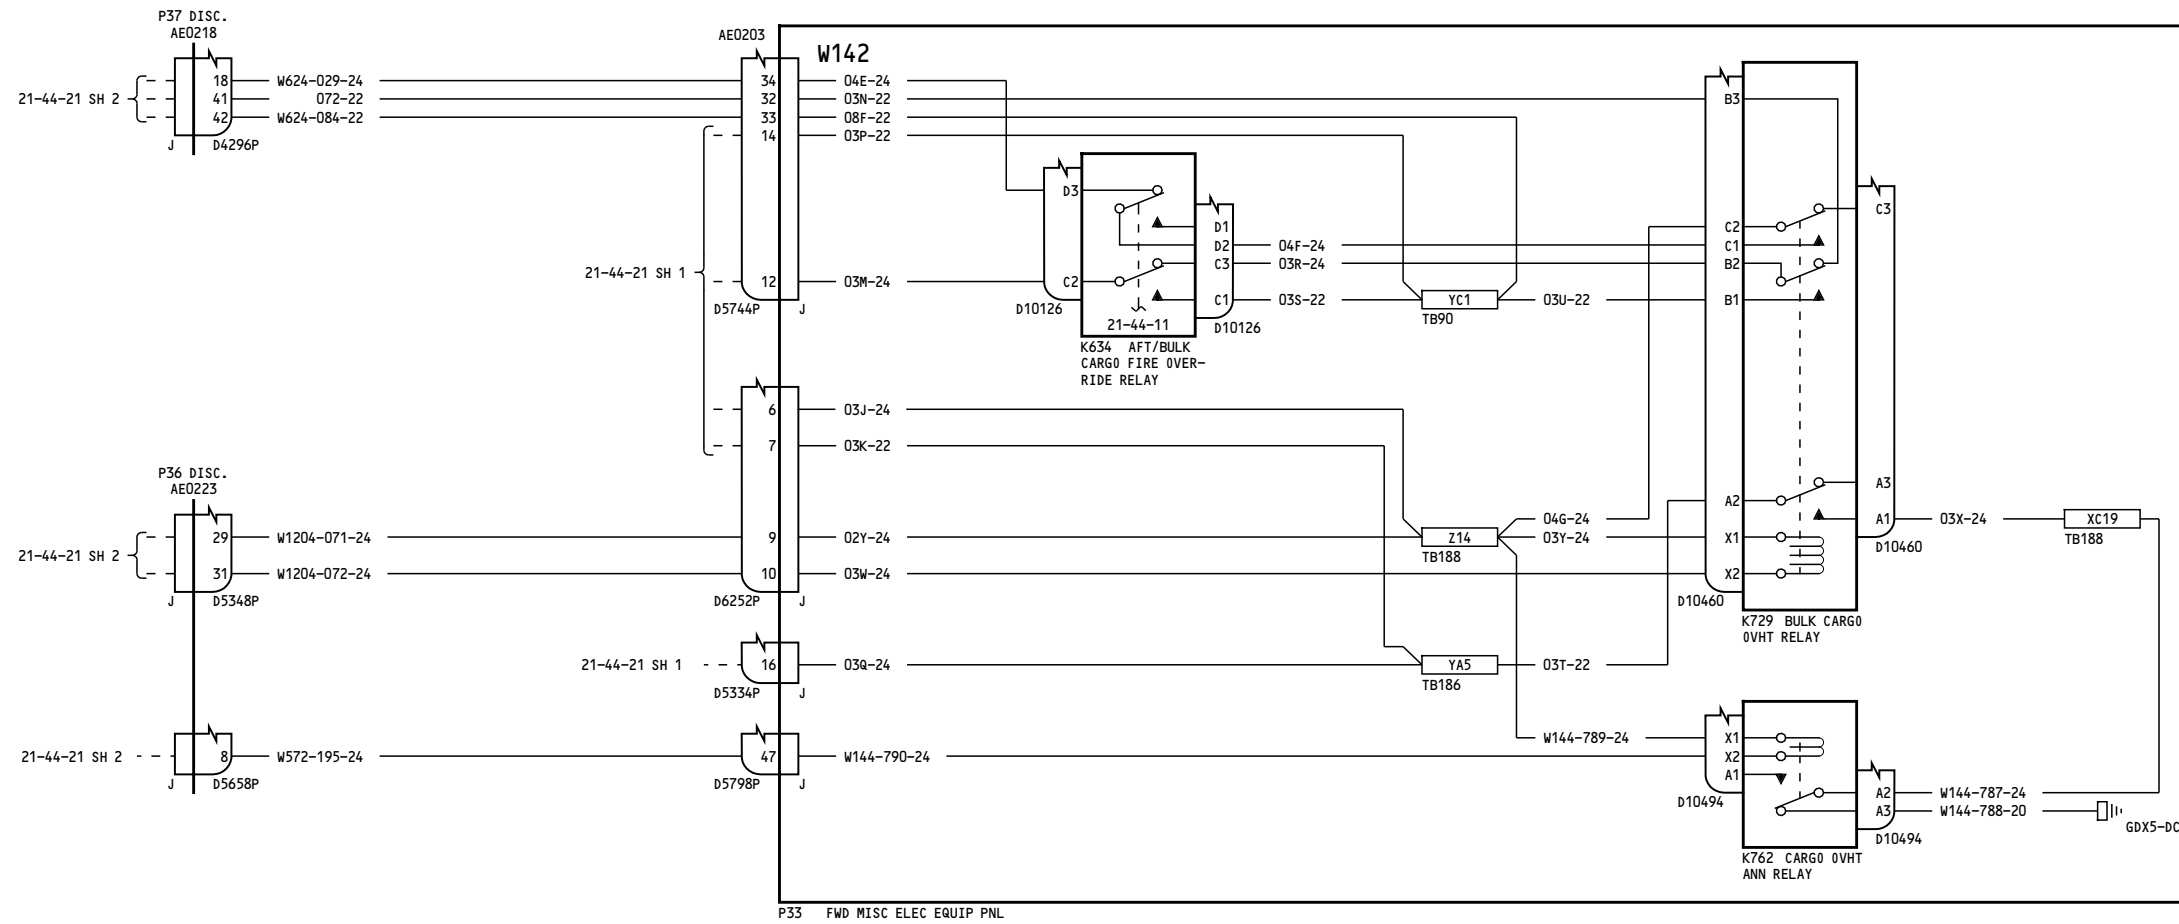 P37 DISC.
AE0218
21-44-21 SH 2
18 W624-029-24
41 072-22
42 W624-084-22
J D4296P
AE0203
W142
34 04E-24
32 03N-22
33 08F-22
14 03P-22
21-44-21 SH 1
12 03M-24
D5744P J
D3
C2
D10126
D1
D2 04F-24
C3 03R-24
C1 03S-22
D10126
21-44-11
K634 AFT/BULK
CARGO FIRE OVER-
RIDE RELAY
YC1
TB90
03U-22
B3
C2
C1
B2
B1
C3
A2
A3
A1 03X-24
X1
X2
D10460
D10460
K729 BULK CARGO
OVHT RELAY
XC19
TB188
6 03J-24
7 03K-22
P36 DISC.
AE0223
21-44-21 SH 2
29 W1204-071-24
31 W1204-072-24
J D5348P
9 02Y-24
10 03W-24
D6252P J
Z14
TB188
04G-24
03Y-24
21-44-21 SH 1
16 03Q-24
D5334P J
YA5
TB186
03T-22
21-44-21 SH 2
8 W572-195-24
J D5658P
47 W144-790-24
D5798P J
W144-789-24
X1
X2
A1
D10494
A2 W144-787-24
A3 W144-788-20
D10494
GDX5-DC
K762 CARGO OVHT
ANN RELAY
P33 FWD MISC ELEC EQUIP PNL